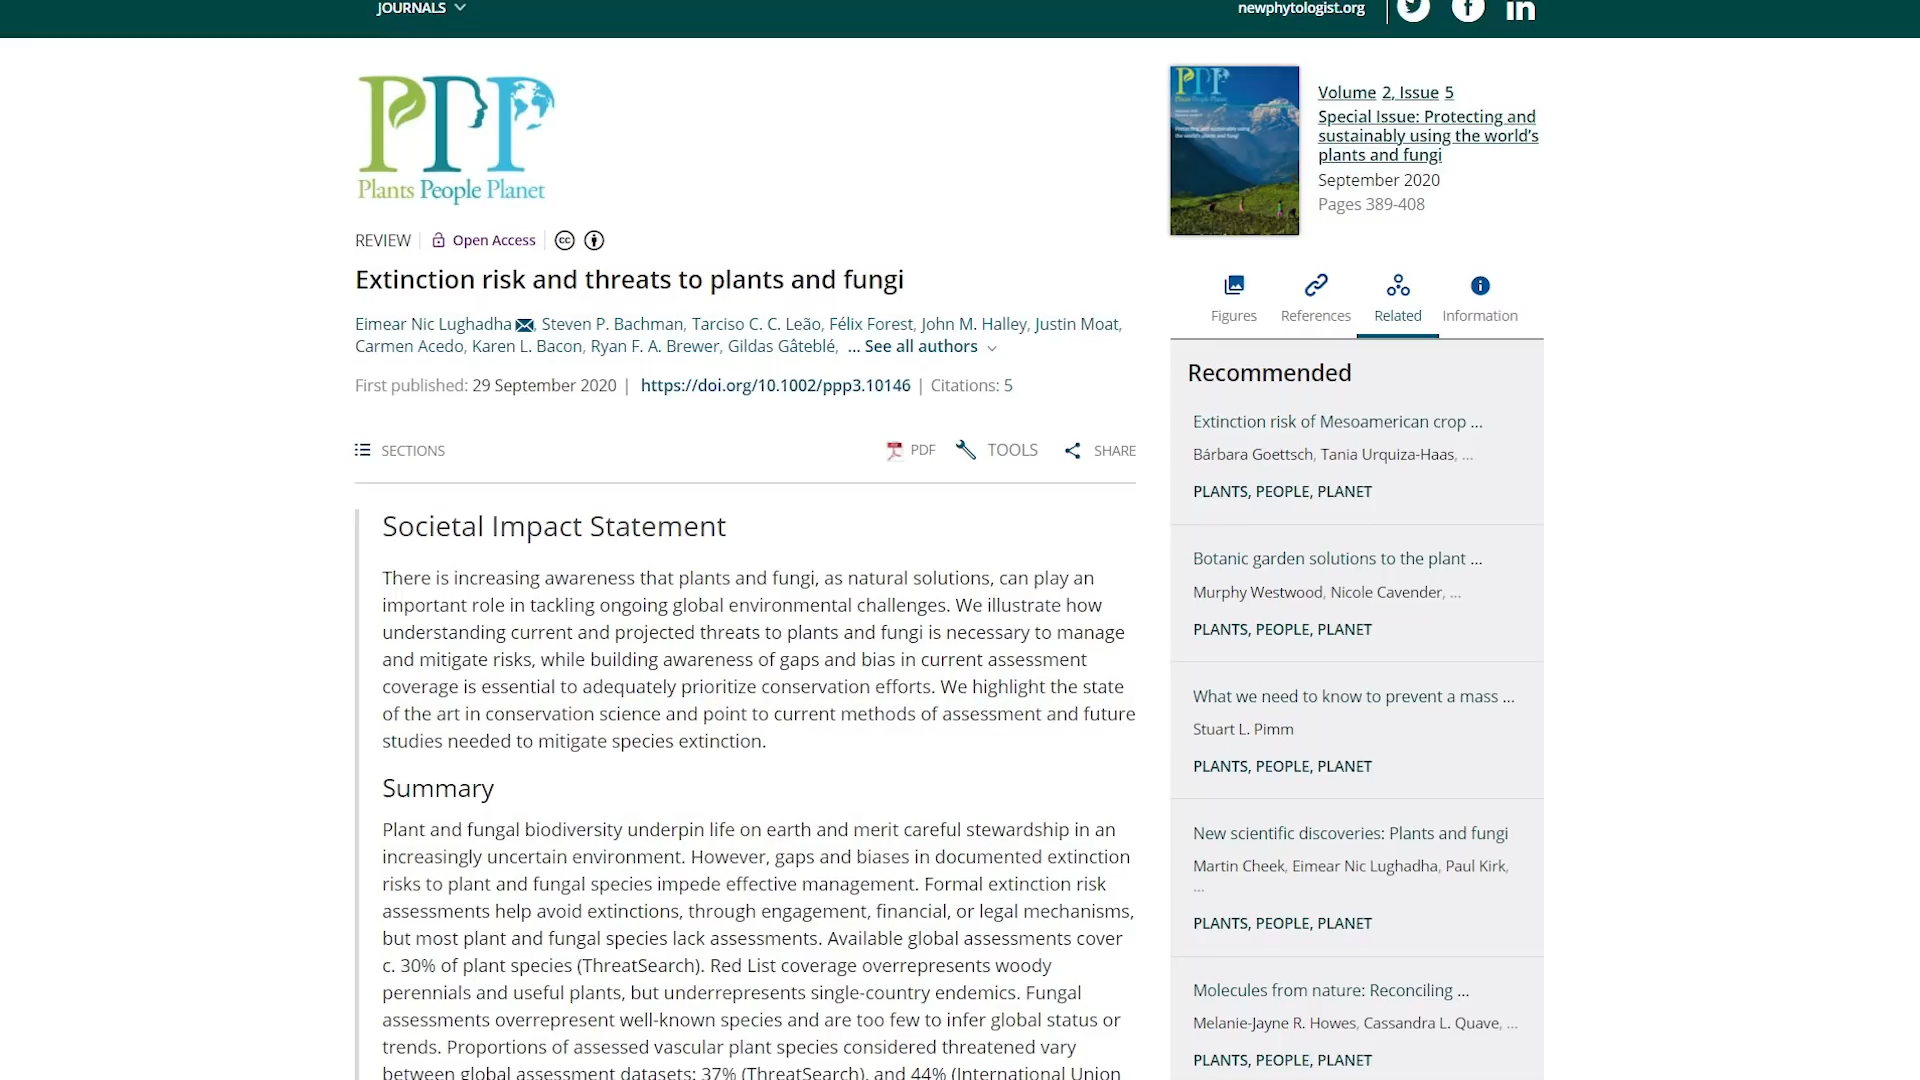 JOURNALS
newphytologist.org
PPP
Plants People Planet
REVIEW
Open Access
Extinction risk and threats to plants and fungi
Eimear Nic Lughadha, Steven P. Bachman, Tarciso C. C. Leão, Félix Forest, John M. Halley, Justin Moat,
Carmen Acedo, Karen L. Bacon, Ryan F. A. Brewer, Gildas Gâteblé, ... See all authors
First published: 29 September 2020 | https://doi.org/10.1002/ppp3.10146 | Citations: 5
SECTIONS
PDF
TOOLS
SHARE
Societal Impact Statement
There is increasing awareness that plants and fungi, as natural solutions, can play an
important role in tackling ongoing global environmental challenges. We illustrate how
understanding current and projected threats to plants and fungi is necessary to manage
and mitigate risks, while building awareness of gaps and bias in current assessment
coverage is essential to adequately prioritize conservation efforts. We highlight the state
of the art in conservation science and point to current methods of assessment and future
studies needed to mitigate species extinction.
Summary
Plant and fungal biodiversity underpin life on earth and merit careful stewardship in an
increasingly uncertain environment. However, gaps and biases in documented extinction
risks to plant and fungal species impede effective management. Formal extinction risk
assessments help avoid extinctions, through engagement, financial, or legal mechanisms,
but most plant and fungal species lack assessments. Available global assessments cover
c. 30% of plant species (ThreatSearch). Red List coverage overrepresents woody
perennials and useful plants, but underrepresents single-country endemics. Fungal
assessments overrepresent well-known species and are too few to infer global status or
trends. Proportions of assessed vascular plant species considered threatened vary
between global assessment datasets: 37% (ThreatSearch), and 44% (International Union
PPP
Plants People Planet
Volume 2, Issue 5
Special Issue: Protecting and
sustainably using the world's
plants and fungi
September 2020
Pages 389-408
Figures
References
Related
Information
Recommended
Extinction risk of Mesoamerican crop ...
Bárbara Goettsch, Tania Urquiza-Haas, ...
PLANTS, PEOPLE, PLANET
Botanic garden solutions to the plant ...
Murphy Westwood, Nicole Cavender, ...
PLANTS, PEOPLE, PLANET
What we need to know to prevent a mass ...
Stuart L. Pimm
PLANTS, PEOPLE, PLANET
New scientific discoveries: Plants and fungi
Martin Cheek, Eimear Nic Lughadha, Paul Kirk,
...
PLANTS, PEOPLE, PLANET
Molecules from nature: Reconciling ...
Melanie-Jayne R. Howes, Cassandra L. Quave, ...
PLANTS, PEOPLE, PLANET